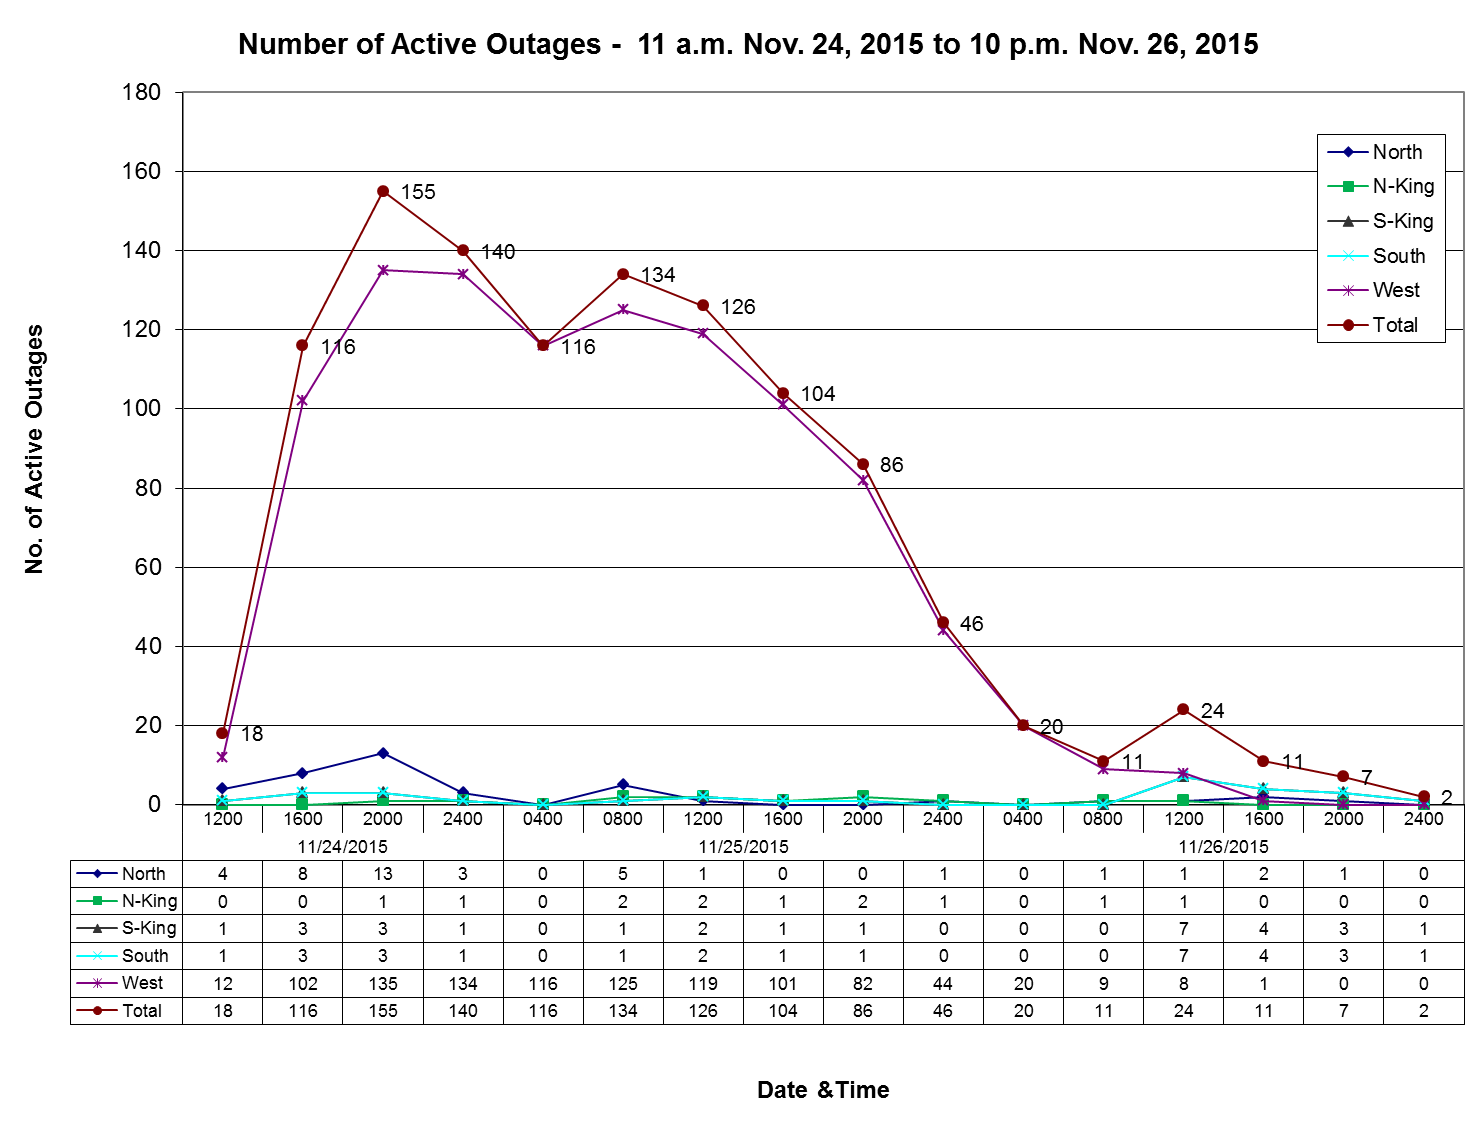 Number of Active Outages -  11 a.m. Nov. 24, 2015 to 10 p.m. Nov. 26, 2015
No. of Active Outages
180
160
140
120
100
80
60
40
20
0
18
116
155
140
116
134
126
104
86
46
20
11
24
11
7
2
North
N-King
S-King
South
West
Total
1200 1600 2000 2400 0400 0800 1200 1600 2000 2400 0400 0800 1200 1600 2000 2400
11/24/2015 11/25/2015 11/26/2015
North 4 8 13 3 0 5 1 0 0 1 0 1 1 2 1 0
N-King 0 0 1 1 0 2 2 1 2 1 0 1 1 0 0 0
S-King 1 3 3 1 0 1 2 1 1 0 0 0 7 4 3 1
South 1 3 3 1 0 1 2 1 1 0 0 0 7 4 3 1
West 12 102 135 134 116 125 119 101 82 44 20 9 8 1 0 0
Total 18 116 155 140 116 134 126 104 86 46 20 11 24 11 7 2
Date &Time